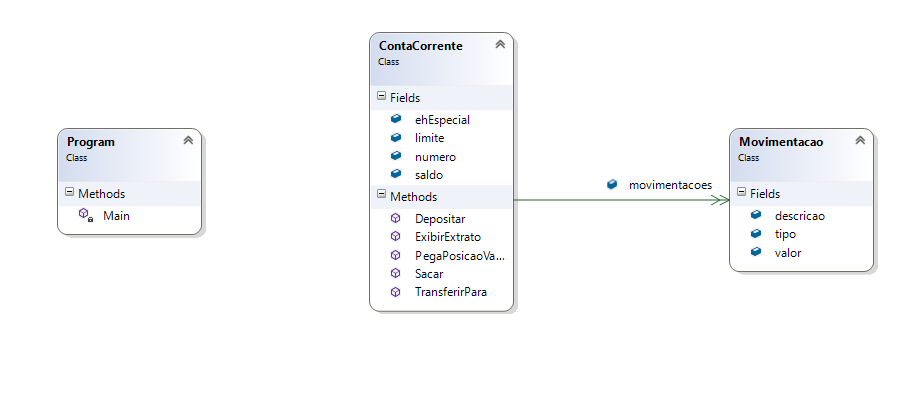 Program
Class
Methods
Main
ContaCorrente
Class
Fields
ehEspecial
limite
numero
saldo
Methods
Depositar
ExibirExtrato
PegaPosicaoVa...
Sacar
TransferirPara
movimentacoes
Movimentacao
Class
Fields
descricao
tipo
valor